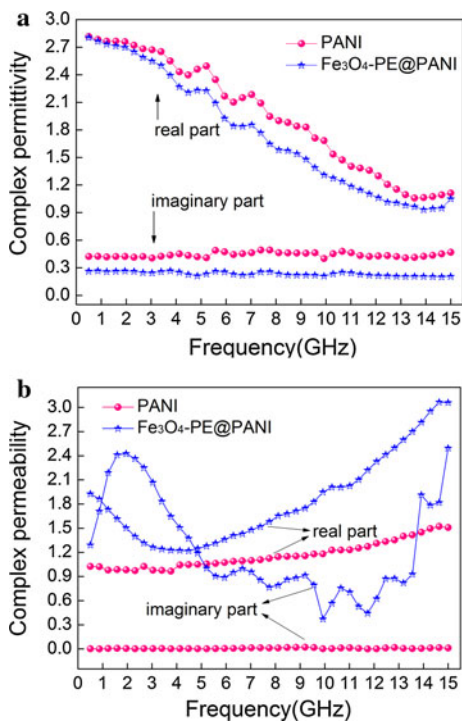 a
3.0
2.7
2.4
2.1
1.8
1.5
1.2
0.9
0.6
0.3
0.0
Complex permittivity
PANI
Fe₃O₄-PE@PANI
real part
imaginary part
0 1 2 3 4 5 6 7 8 9 10 11 12 13 14 15
Frequency(GHz)
b
3.0
2.7
2.4
2.1
1.8
1.5
1.2
0.9
0.6
0.3
0.0
Complex permeability
PANI
Fe₃O₄-PE@PANI
real part
imaginary part
0 1 2 3 4 5 6 7 8 9 10 11 12 13 14 15
Frequency(GHz)